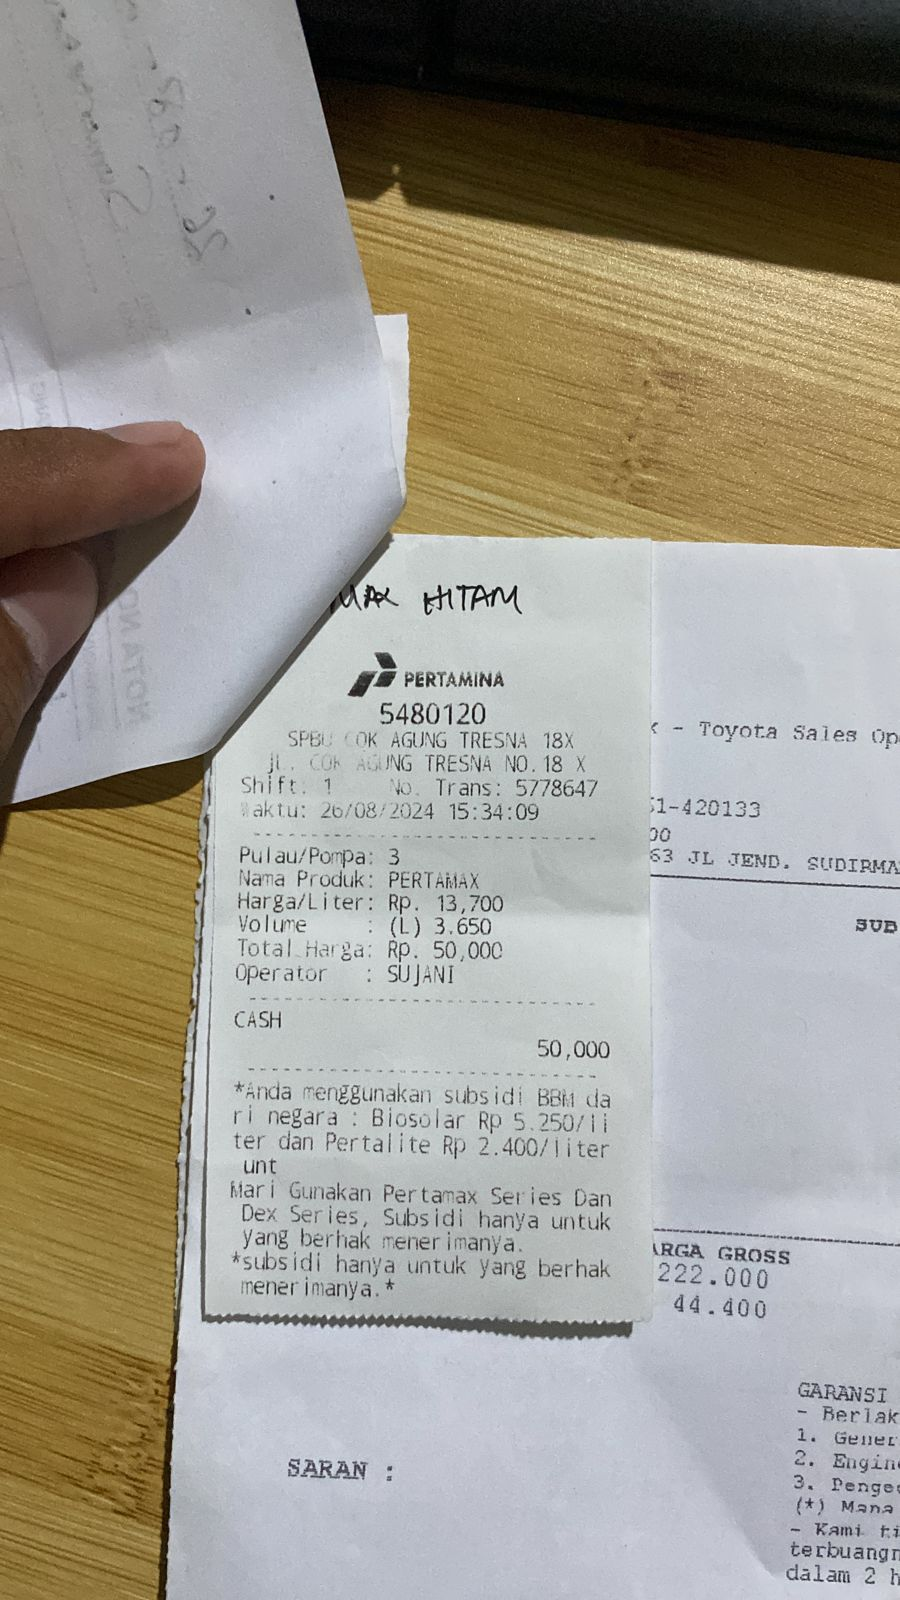 MAX HITAM
PERTAMINA
5480120
SPBU COK AGUNG TRESNA 18X
jL. COK AGUNG TRESNA NO.18 X
Shift: 1 No. Trans: 5778647
Waktu: 26/08/2024 15:34:09
Pulau/Pompa: 3
Nama Produk: PERTAMAX
Harga/Liter: Rp. 13,700
Volume : (L) 3.650
Total Harga: Rp. 50,000
Operator : SUJANI
CASH
50,000
*Anda menggunakan subsidi BBM da
ri negara : Biosolar Rp 5.250/li
ter dan Pertalite Rp 2.400/liter
unt
Mari Gunakan Pertamax Series Dan
Dex Series, Subsidi hanya untuk
yang berhak menerimanya.
*subsidi hanya untuk yang berhak
menerimanya.*
- Toyota Sales Op
51-420133
00
63 JL JEND. SUDIRMA
SUB
ARGA GROSS
222.000
44.400
SARAN :
GARANSI
- Berlak
1. Gener
2. Engin
3. Penge
(*) Mana
- Kami ti
terbuangn
dalam 2 h